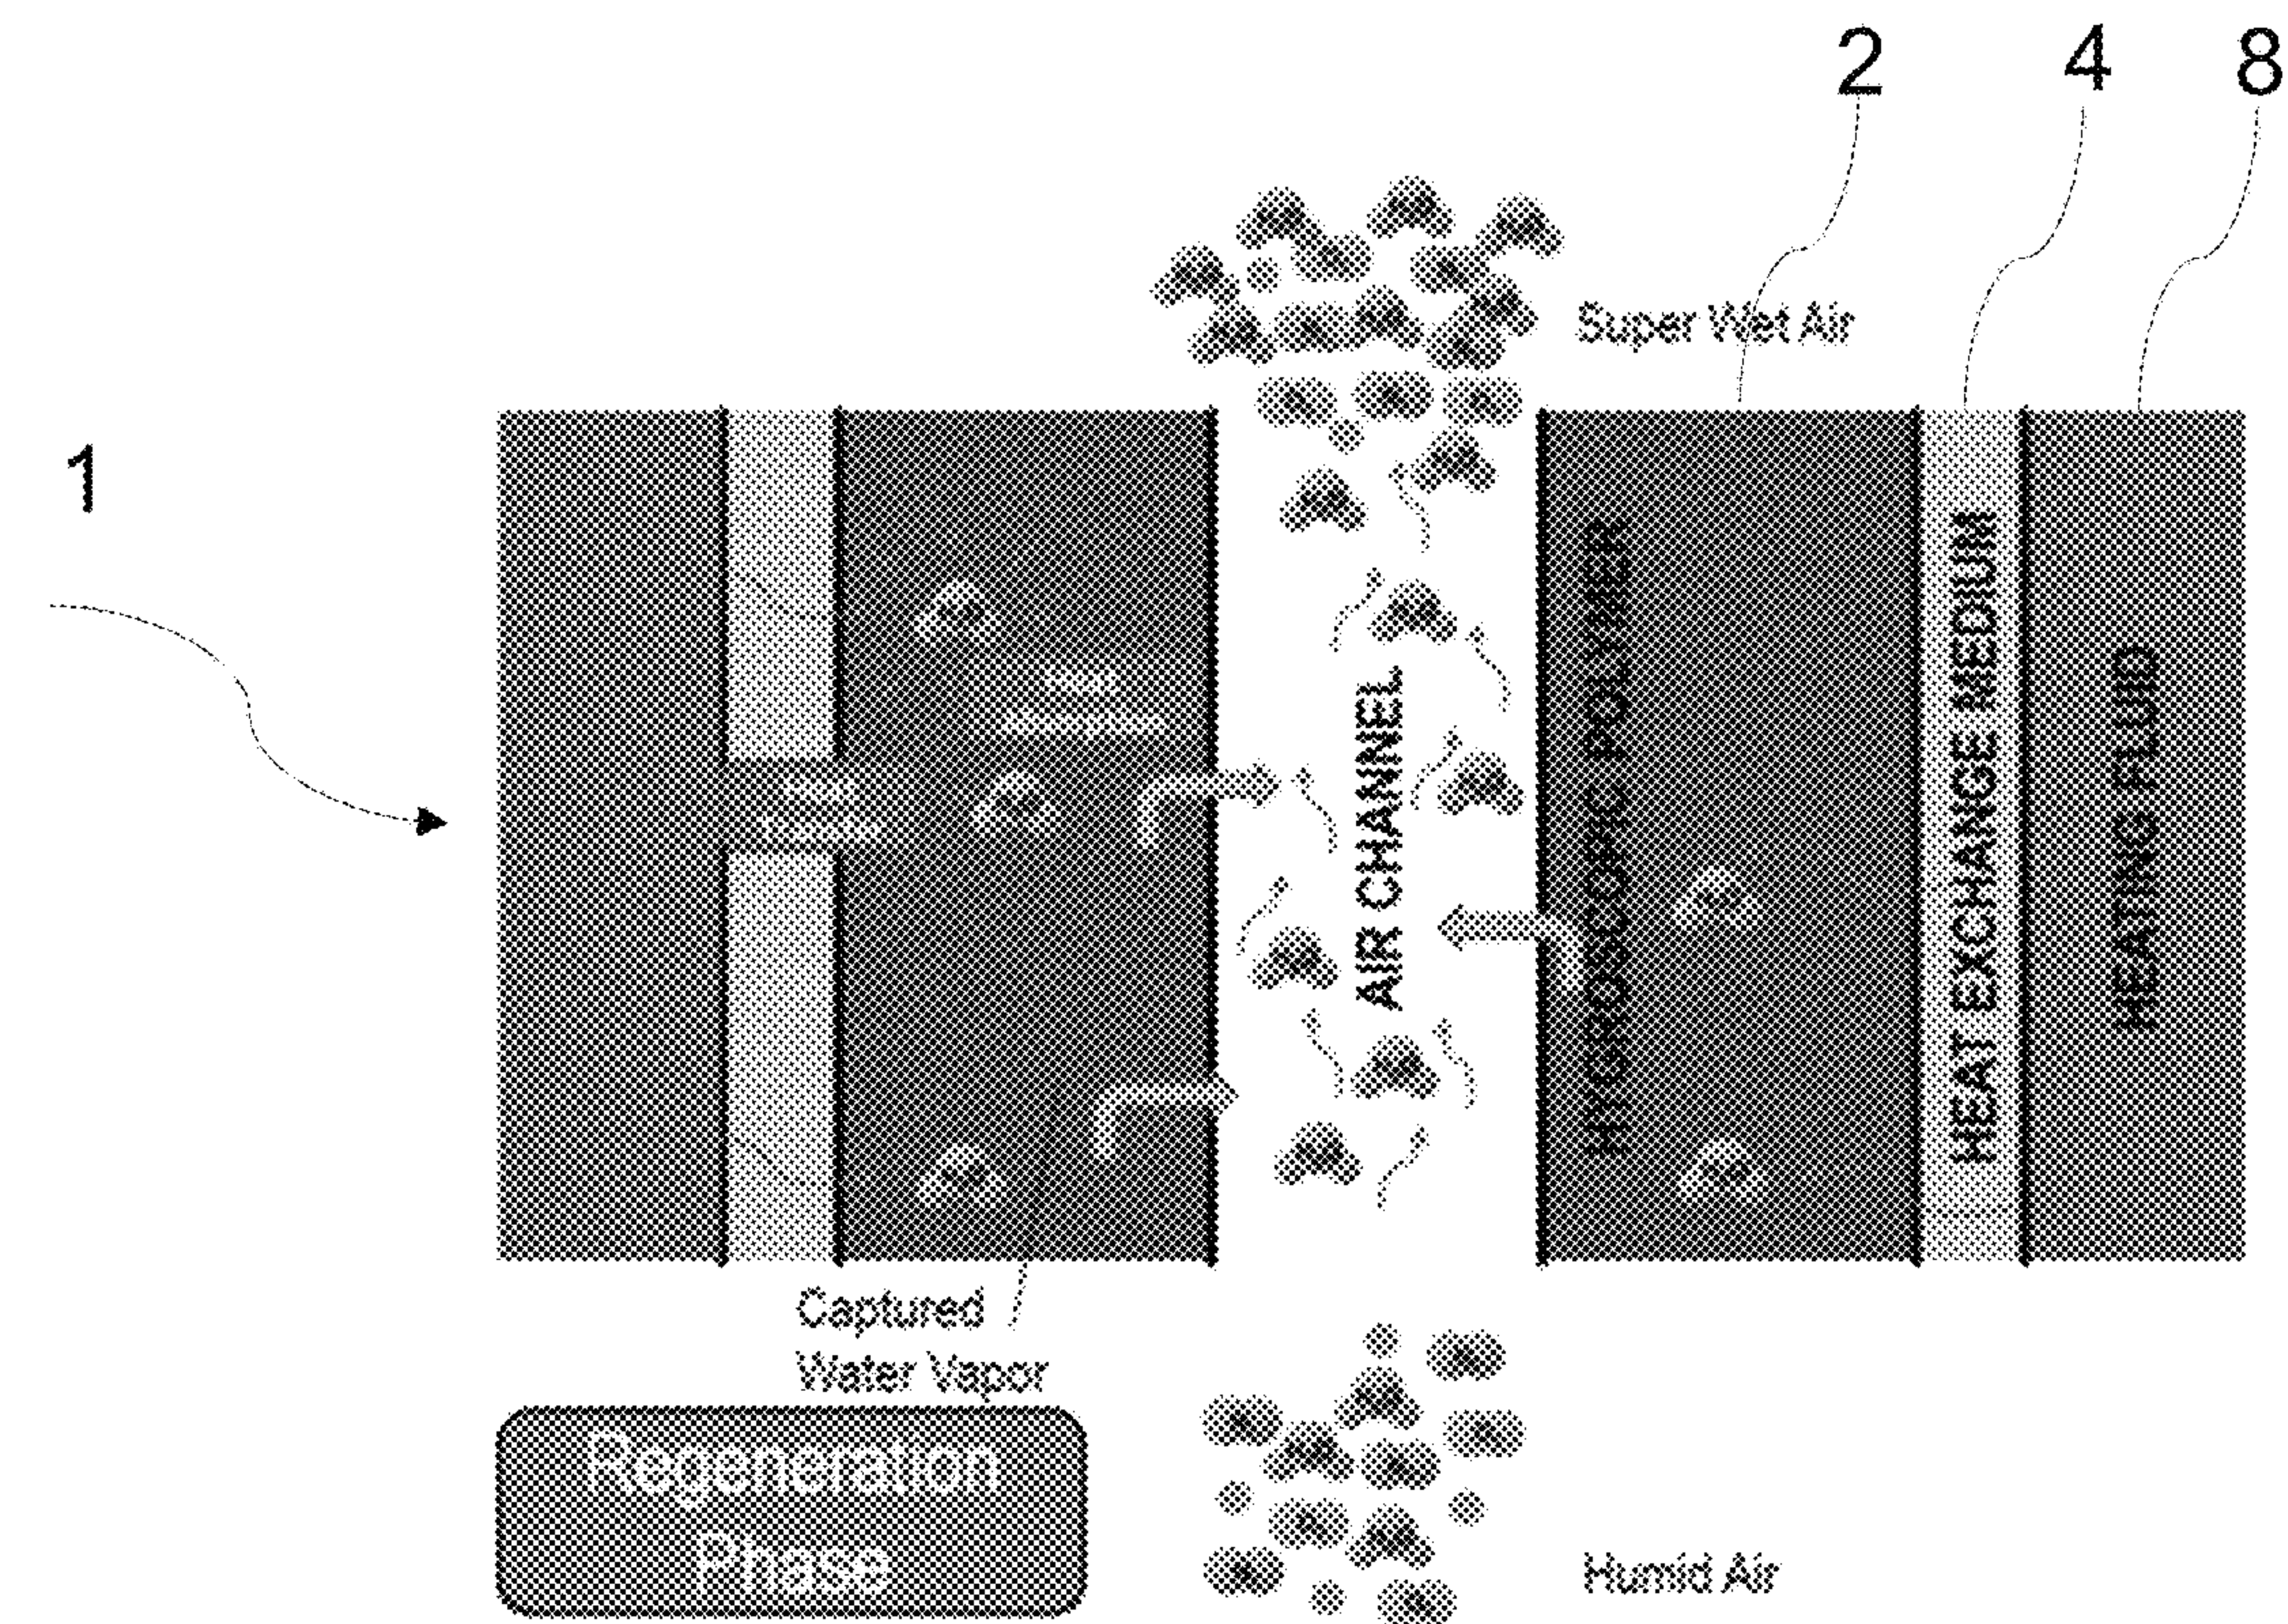 2
4
8
Super Wet Air
1
Heat
AIR CHANNEL
HYGROSCOPIC POLYMER
HEAT EXCHANGE MEDIUM
HEATING FLUID
Captured
Water Vapor
Regeneration
Phase
Humid Air